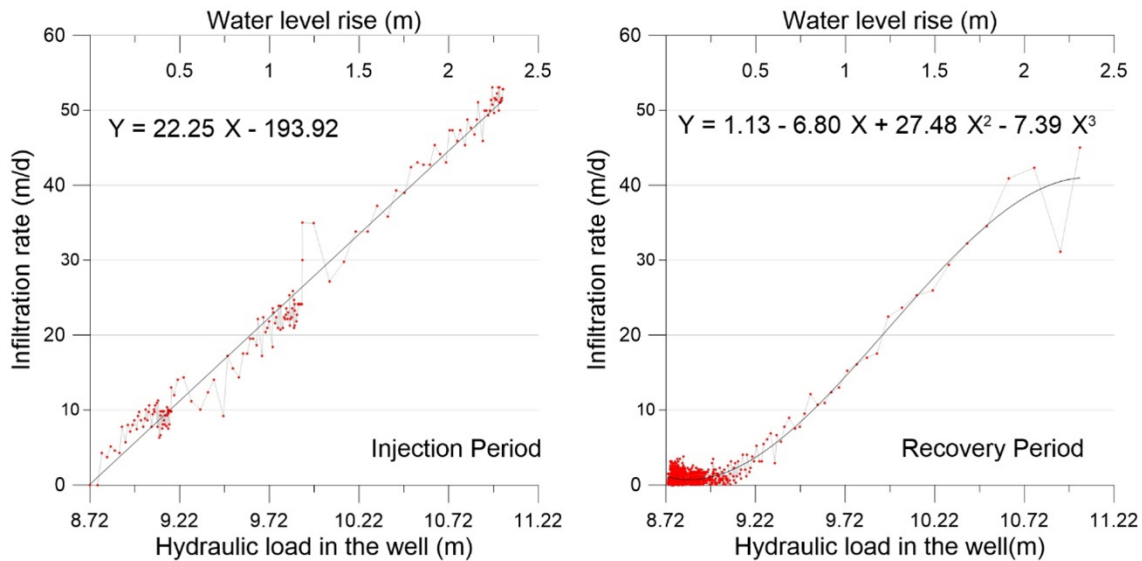 Water level rise (m)
0.5 1 1.5 2 2.5
60
50
40
30
20
10
0
Infiltration rate (m/d)
Y = 22.25 X - 193.92
Injection Period
8.72 9.22 9.72 10.22 10.72 11.22
Hydraulic load in the well (m)
Water level rise (m)
0.5 1 1.5 2 2.5
60
50
40
30
20
10
0
Infiltration rate (m/d)
Y = 1.13 - 6.80 X + 27.48 X² - 7.39 X³
Recovery Period
8.72 9.22 9.72 10.22 10.72 11.22
Hydraulic load in the well(m)